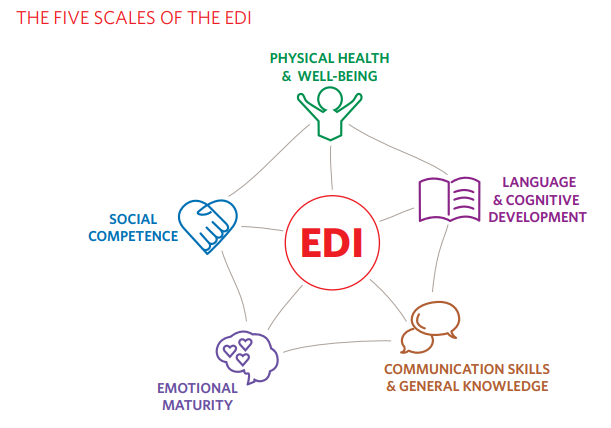 THE FIVE SCALES OF THE EDI
PHYSICAL HEALTH
& WELL-BEING
LANGUAGE
& COGNITIVE
DEVELOPMENT
SOCIAL
COMPETENCE
EDI
COMMUNICATION SKILLS
& GENERAL KNOWLEDGE
EMOTIONAL
MATURITY